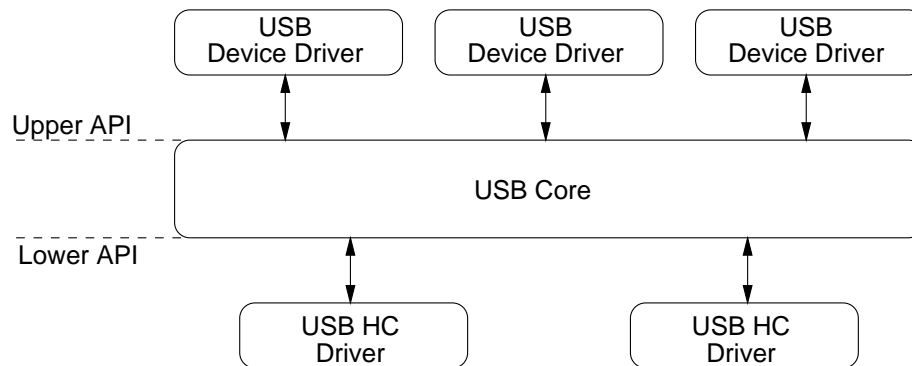 USB
Device Driver
USB
Device Driver
USB
Device Driver
Upper API
USB Core
Lower API
USB HC
Driver
USB HC
Driver